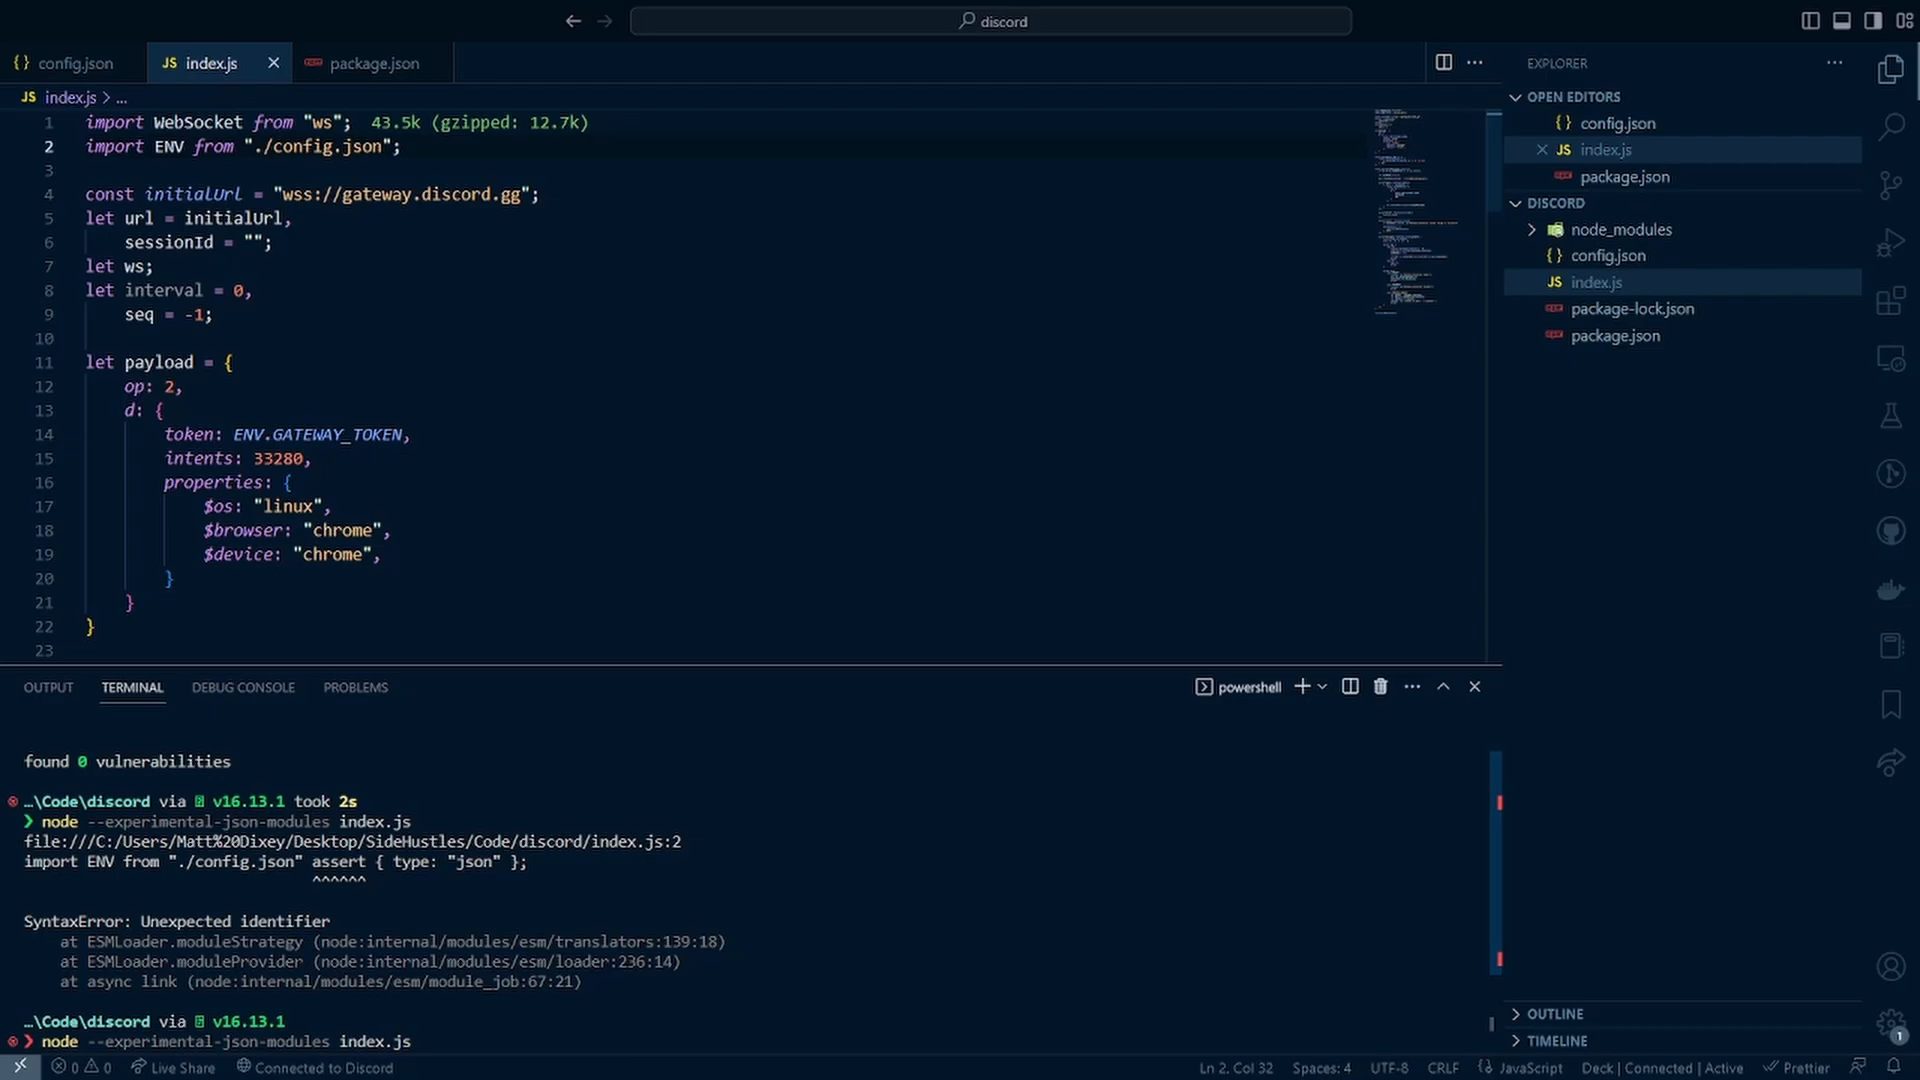 discord
config.json
JS index.js
package.json
JS index.js > ...
1 import WebSocket from "ws"; 43.5k (gzipped: 12.7k)
2 import ENV from "./config.json";
3
4 const initialUrl = "wss://gateway.discord.gg";
5 let url = initialUrl,
6 sessionId = "";
7 let ws;
8 let interval = 0,
9 seq = -1;
10
11 let payload = {
12 op: 2,
13 d: {
14 token: ENV.GATEWAY_TOKEN,
15 intents: 33280,
16 properties: {
17 $os: "linux",
18 $browser: "chrome",
19 $device: "chrome",
20 }
21 }
22 }
23
OUTPUT TERMINAL DEBUG CONSOLE PROBLEMS
powershell
found 0 vulnerabilities
…\Code\discord via v16.13.1 took 2s
❯ node --experimental-json-modules index.js
file:///C:/Users/Matt%20Dixey/Desktop/SideHustles/Code/discord/index.js:2
import ENV from "./config.json" assert { type: "json" };
^^^^^^
SyntaxError: Unexpected identifier
at ESMLoader.moduleStrategy (node:internal/modules/esm/translators:139:18)
at ESMLoader.moduleProvider (node:internal/modules/esm/loader:236:14)
at async link (node:internal/modules/esm/module_job:67:21)
…\Code\discord via v16.13.1
❯ node --experimental-json-modules index.js
EXPLORER
OPEN EDITORS
{} config.json
JS index.js
package.json
DISCORD
node_modules
{} config.json
JS index.js
package-lock.json
package.json
OUTLINE
TIMELINE
1
0 0 Live Share Connected to Discord
Ln 2, Col 32 Spaces: 4 UTF-8 CRLF JavaScript Deck | Connected | Active Prettier